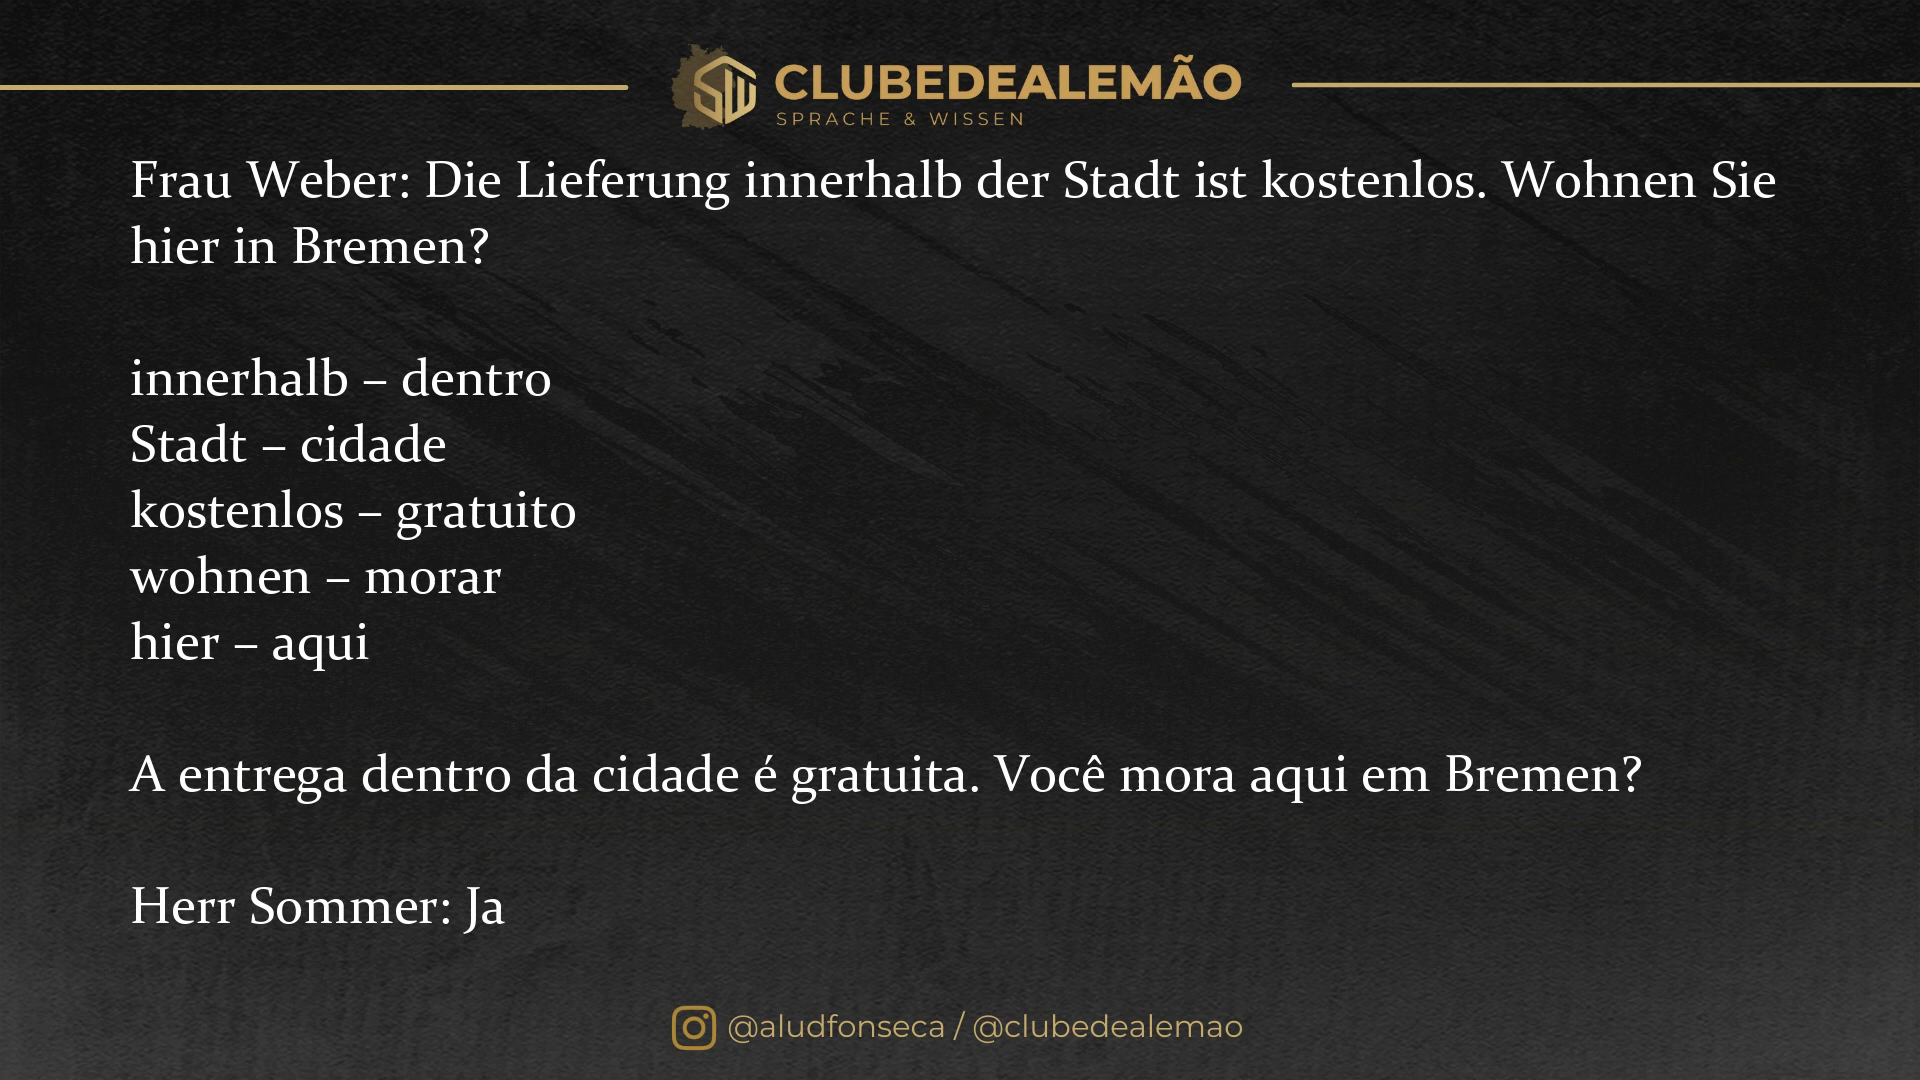 CLUBEDEALEMÃO
SPRACHE & WISSEN
Frau Weber: Die Lieferung innerhalb der Stadt ist kostenlos. Wohnen Sie
hier in Bremen?
innerhalb – dentro
Stadt – cidade
kostenlos – gratuito
wohnen – morar
hier – aqui
A entrega dentro da cidade é gratuita. Você mora aqui em Bremen?
Herr Sommer: Ja
@aludfonseca / @clubedealemao